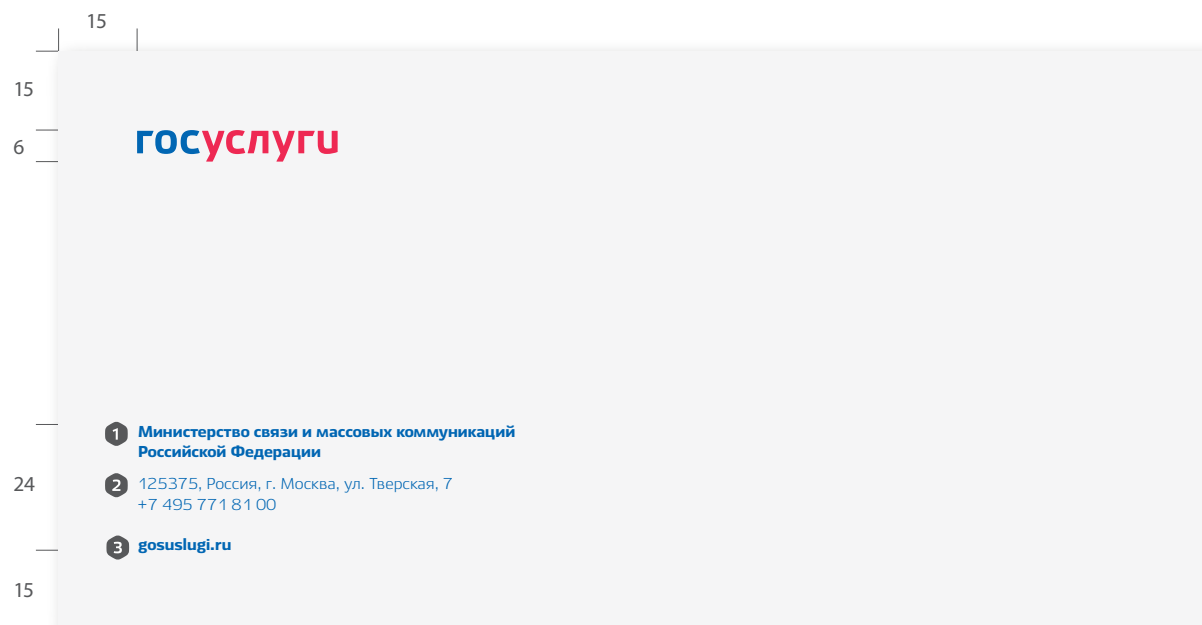 15
15
6
госуслуги
1 Министерство связи и массовых коммуникаций
Российской Федерации
24
2 125375, Россия, г. Москва, ул. Тверская, 7
+7 495 771 81 00
3 gosuslugi.ru
15